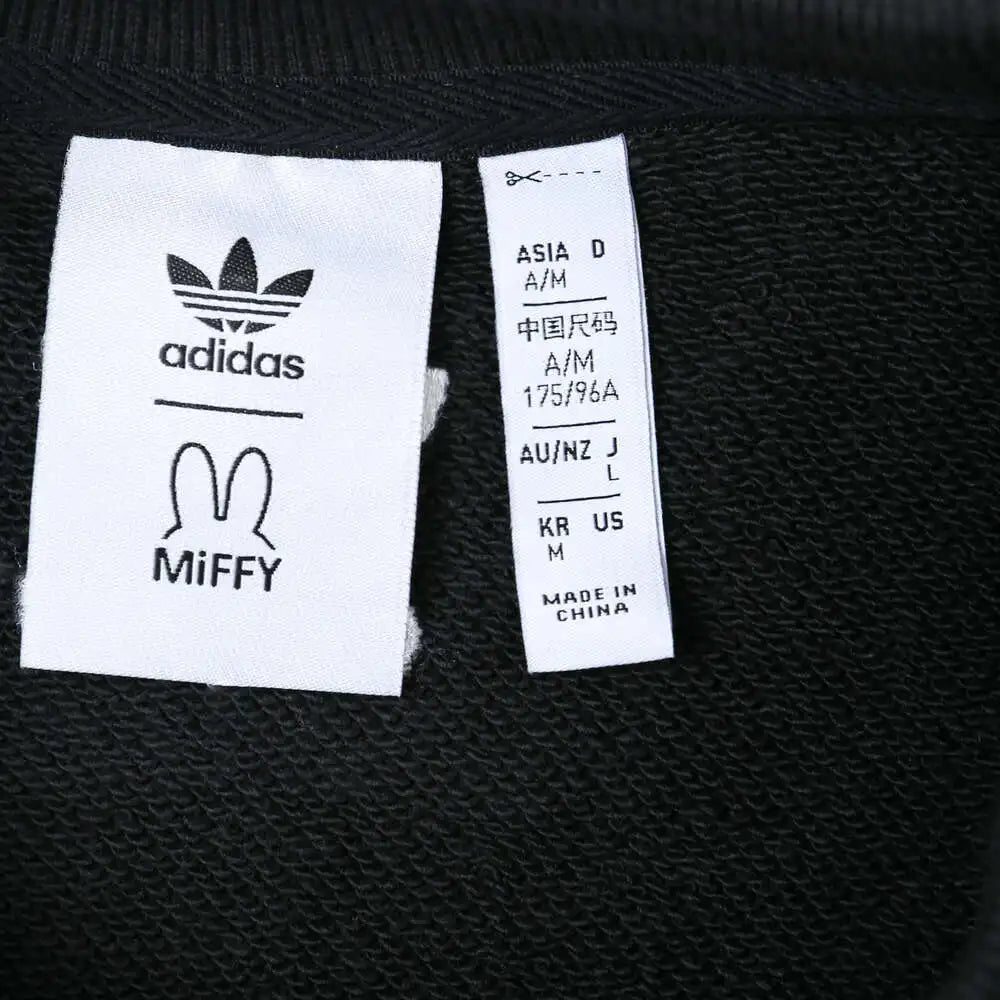 adidas
MiFFY
ASIA D
A/M
中国尺码
A/M
175/96A
AU/NZ J
L
KR US
M
MADE IN
CHINA